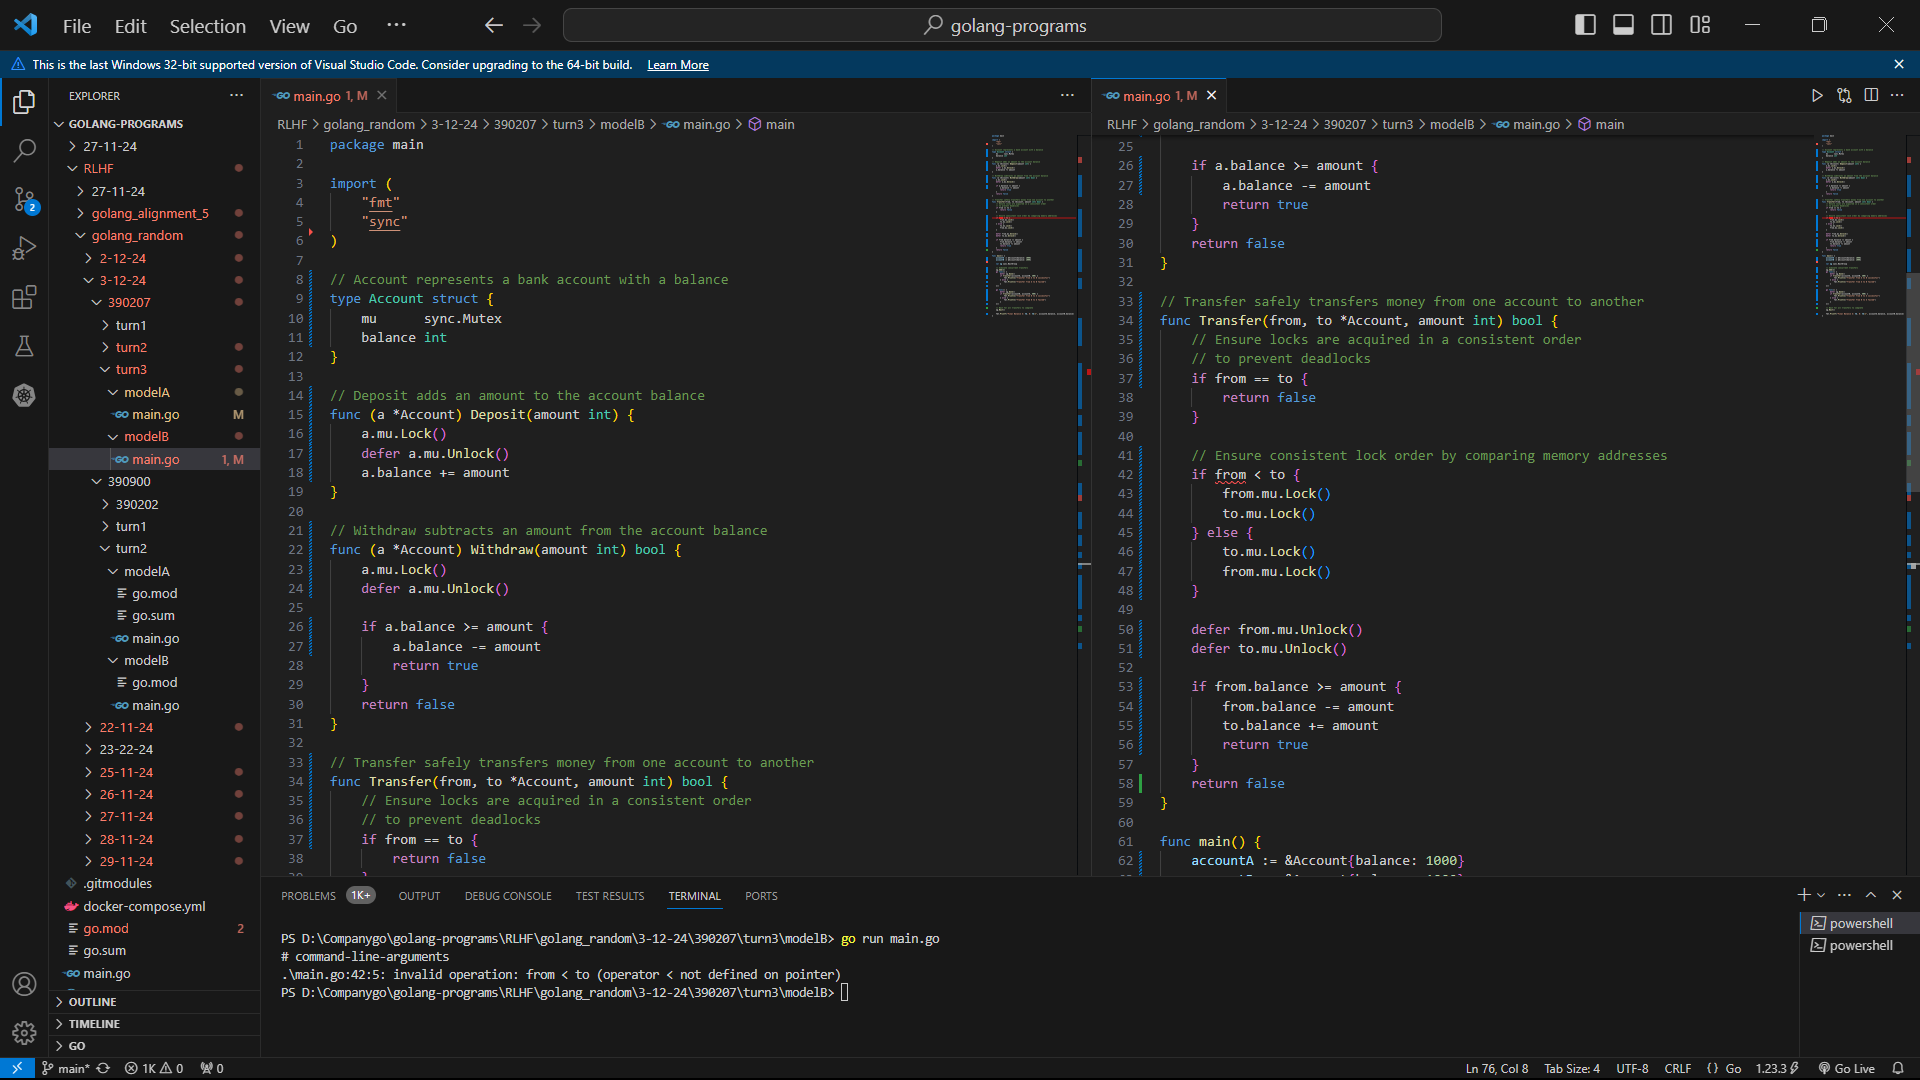 File Edit Selection View Go ···
golang-programs
This is the last Windows 32-bit supported version of Visual Studio Code. Consider upgrading to the 64-bit build. Learn More
EXPLORER
GOLANG-PROGRAMS
27-11-24
RLHF
27-11-24
golang_alignment_5
golang_random
2-12-24
3-12-24
390207
turn1
turn2
turn3
modelA
main.go M
modelB
main.go 1, M
390900
390202
turn1
turn2
modelA
go.mod
go.sum
main.go
modelB
go.mod
main.go
22-11-24
23-22-24
25-11-24
26-11-24
27-11-24
28-11-24
29-11-24
.gitmodules
docker-compose.yml
go.mod 2
go.sum
main.go
OUTLINE
TIMELINE
GO
main.go 1, M
RLHF > golang_random > 3-12-24 > 390207 > turn3 > modelB > main.go > main
1 package main
2
3 import (
4 "fmt"
5 "sync"
6 )
7
8 // Account represents a bank account with a balance
9 type Account struct {
10 mu sync.Mutex
11 balance int
12 }
13
14 // Deposit adds an amount to the account balance
15 func (a *Account) Deposit(amount int) {
16 a.mu.Lock()
17 defer a.mu.Unlock()
18 a.balance += amount
19 }
20
21 // Withdraw subtracts an amount from the account balance
22 func (a *Account) Withdraw(amount int) bool {
23 a.mu.Lock()
24 defer a.mu.Unlock()
25
26 if a.balance >= amount {
27 a.balance -= amount
28 return true
29 }
30 return false
31 }
32
33 // Transfer safely transfers money from one account to another
34 func Transfer(from, to *Account, amount int) bool {
35 // Ensure locks are acquired in a consistent order
36 // to prevent deadlocks
37 if from == to {
38 return false
main.go 1, M
RLHF > golang_random > 3-12-24 > 390207 > turn3 > modelB > main.go > main
25
26 if a.balance >= amount {
27 a.balance -= amount
28 return true
29 }
30 return false
31 }
32
33 // Transfer safely transfers money from one account to another
34 func Transfer(from, to *Account, amount int) bool {
35 // Ensure locks are acquired in a consistent order
36 // to prevent deadlocks
37 if from == to {
38 return false
39 }
40
41 // Ensure consistent lock order by comparing memory addresses
42 if from < to {
43 from.mu.Lock()
44 to.mu.Lock()
45 } else {
46 to.mu.Lock()
47 from.mu.Lock()
48 }
49
50 defer from.mu.Unlock()
51 defer to.mu.Unlock()
52
53 if from.balance >= amount {
54 from.balance -= amount
55 to.balance += amount
56 return true
57 }
58 return false
59 }
60
61 func main() {
62 accountA := &Account{balance: 1000}
PROBLEMS 1K+ OUTPUT DEBUG CONSOLE TEST RESULTS TERMINAL PORTS
PS D:\Companygo\golang-programs\RLHF\golang_random\3-12-24\390207\turn3\modelB> go run main.go
# command-line-arguments
.\main.go:42:5: invalid operation: from < to (operator < not defined on pointer)
PS D:\Companygo\golang-programs\RLHF\golang_random\3-12-24\390207\turn3\modelB>
powershell
powershell
main* 1K 0 0 Ln 76, Col 8 Tab Size: 4 UTF-8 CRLF {} Go 1.23.3 Go Live